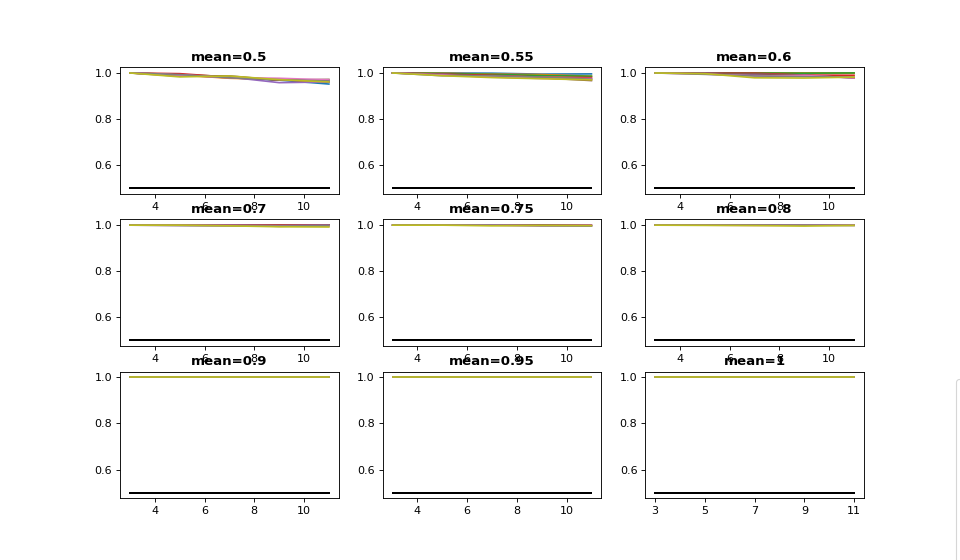 mean=0.5 mean=0.55 mean=0.6
1.0 1.0 1.0
0.8 0.8 0.8
0.6 0.6 0.6
4 6 8 10 4 6 8 10 4 6 8 10
mean=0.7 mean=0.75 mean=0.8
1.0 1.0 1.0
0.8 0.8 0.8
0.6 0.6 0.6
4 6 8 10 4 6 8 10 4 6 8 10
mean=0.9 mean=0.95 mean=1
1.0 1.0 1.0
0.8 0.8 0.8
0.6 0.6 0.6
4 6 8 10 4 6 8 10 3 5 7 9 11